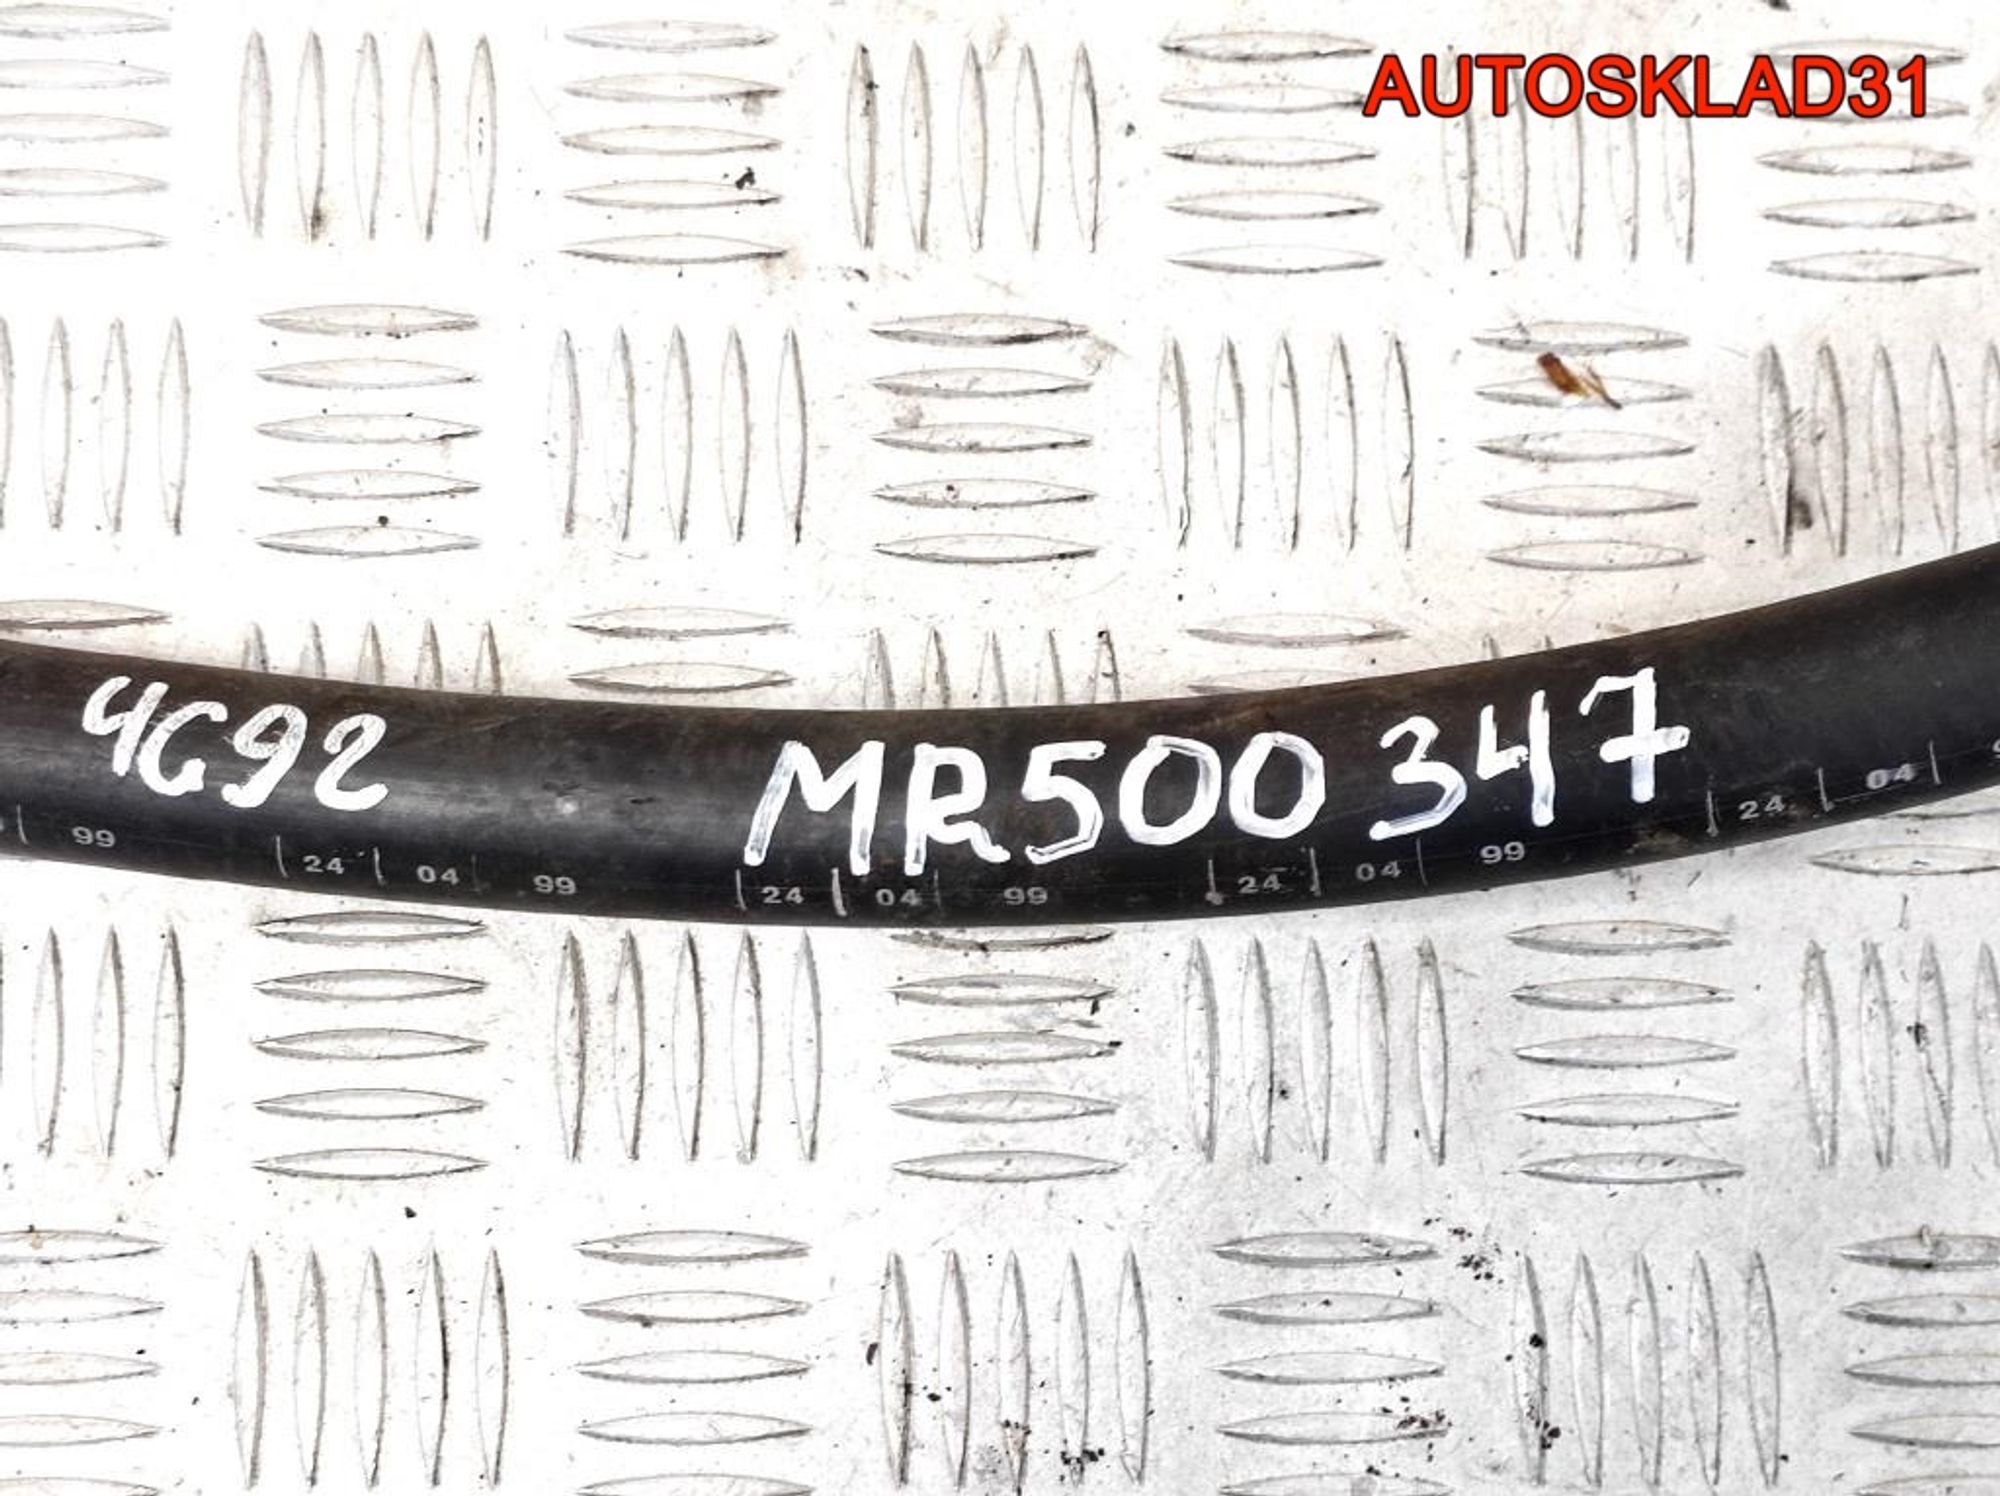 AUTOSKLAD31
4G92 MR500347
99 | 24 | 04 | 99 | 24 | 04 | 99 | 24 | 04 | 99 | 24 | 04 |